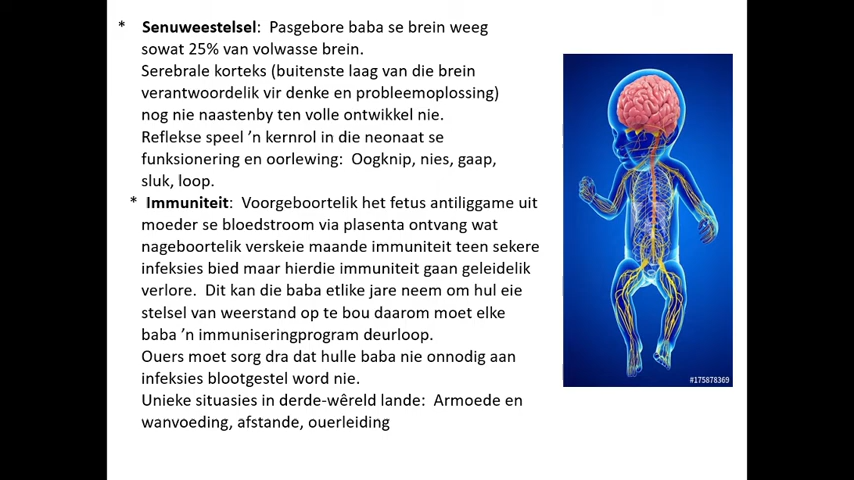 * Senuweestelsel: Pasgebore baba se brein weeg
sowat 25% van volwasse brein.
Serebrale korteks (buitenste laag van die brein
verantwoordelik vir denke en probleemoplossing)
nog nie naastenby ten volle ontwikkel nie.
Reflekse speel ’n kernrol in die neonaat se
funksionering en oorlewing: Oogknip, nies, gaap,
sluk, loop.
* Immuniteit: Voorgeboortelik het fetus antiliggame uit
moeder se bloedstroom via plasenta ontvang wat
nageboortelik verskeie maande immuniteit teen sekere
infeksies bied maar hierdie immuniteit gaan geleidelik
verlore. Dit kan die baba etlike jare neem om hul eie
stelsel van weerstand op te bou daarom moet elke
baba ’n immuniseringprogram deurloop.
Ouers moet sorg dra dat hulle baba nie onnodig aan
infeksies blootgestel word nie.
Unieke situasies in derde-wêreld lande: Armoede en
wanvoeding, afstande, ouerleiding
#175878369